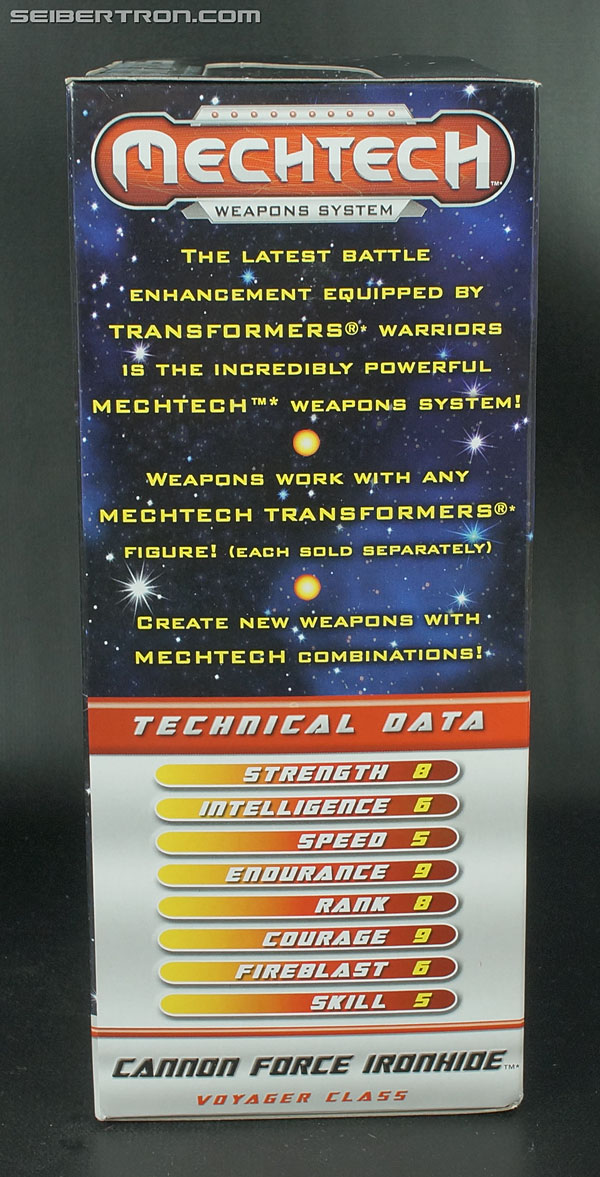 SEIBERTRON.COM
MECHTECH
™*
WEAPONS SYSTEM
THE LATEST BATTLE
ENHANCEMENT EQUIPPED BY
TRANSFORMERS®* WARRIORS
IS THE INCREDIBLY POWERFUL
MECHTECH™* WEAPONS SYSTEM!
WEAPONS WORK WITH ANY
MECHTECH TRANSFORMERS®*
FIGURE! (EACH SOLD SEPARATELY)
CREATE NEW WEAPONS WITH
MECHTECH COMBINATIONS!
TECHNICAL DATA
STRENGTH 8
INTELLIGENCE 6
SPEED 5
ENDURANCE 9
RANK 8
COURAGE 9
FIREBLAST 6
SKILL 5
CANNON FORCE IRONHIDE™*
VOYAGER CLASS